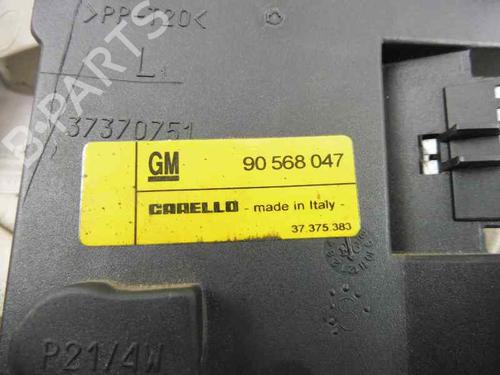 >PP-T20<
L
37370751
GM 90 568 047
CARELLO - made in Italy -
37.375.383
P21/4W
B-PARTS